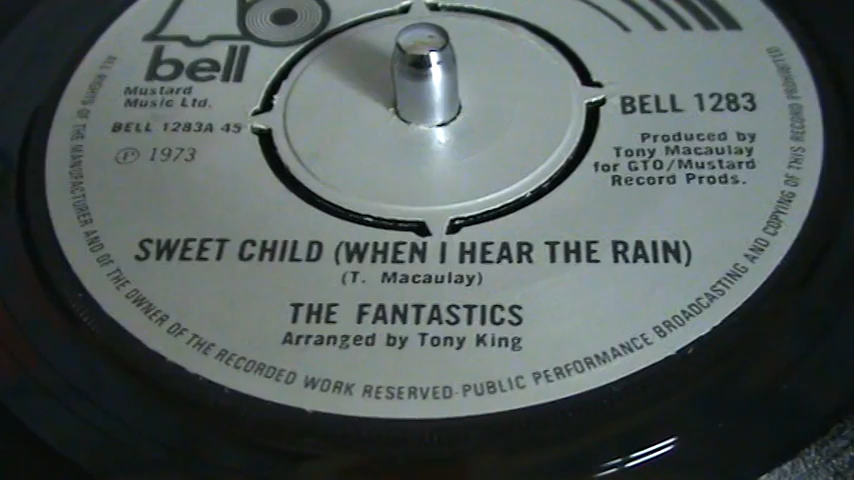 bell
Mustard
Music Ltd.
BELL 1283A 45
Ⓟ 1973
BELL 1283
Produced by
Tony Macaulay
for GTO/Mustard
Record Prods.
SWEET CHILD (WHEN I HEAR THE RAIN)
(T. Macaulay)
THE FANTASTICS
Arranged by Tony King
ALL RIGHTS OF THE MANUFACTURER AND OF THE OWNER OF THE RECORDED WORK RESERVED-PUBLIC PERFORMANCE BROADCASTING AND COPYING OF THIS RECORD PROHIBITED